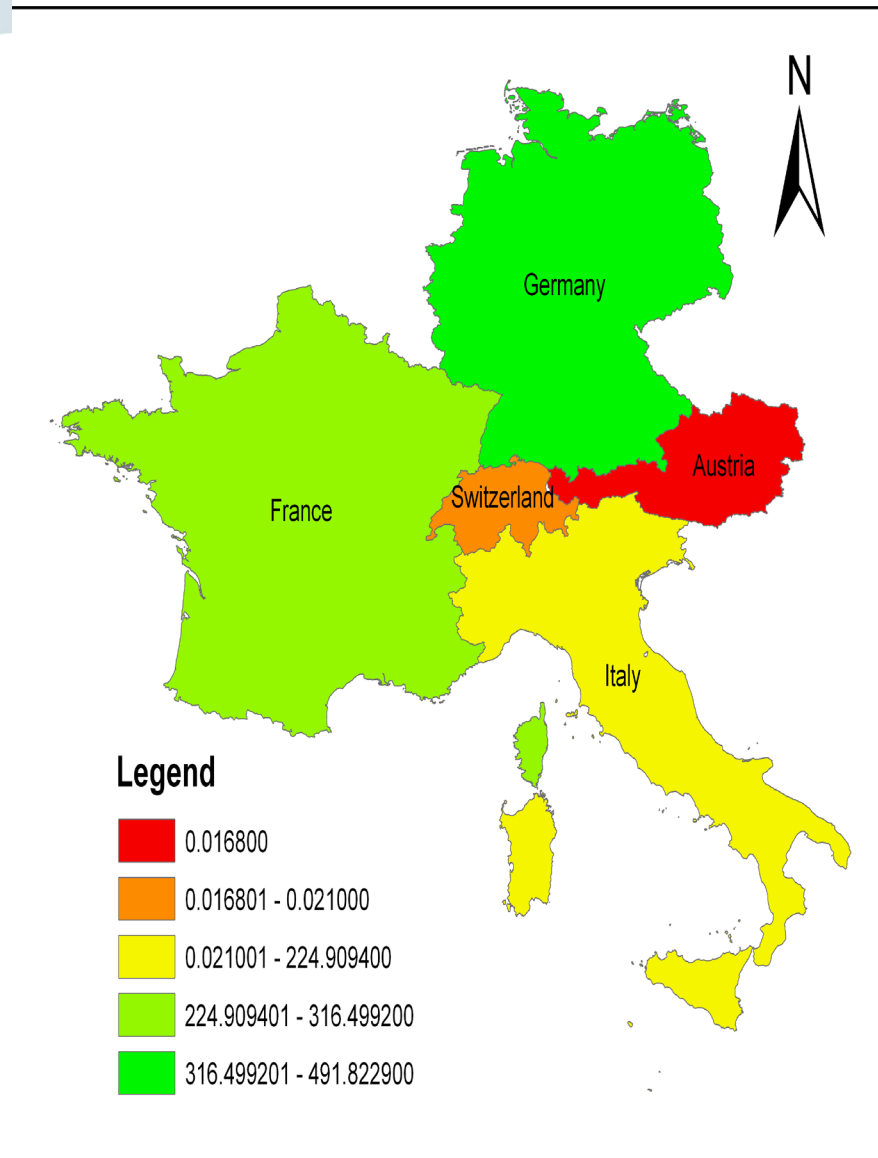 N
Germany
Austria
Switzerland
France
Italy
Legend
0.016800
0.016801 - 0.021000
0.021001 - 224.909400
224.909401 - 316.499200
316.499201 - 491.822900